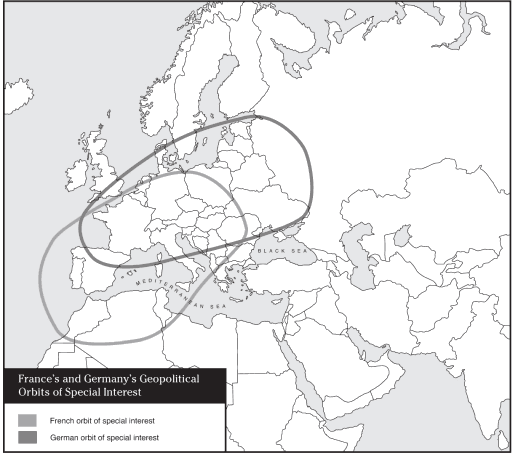 BLACK SEA
MEDITERRANEAN SEA
France's and Germany's Geopolitical
Orbits of Special Interest
French orbit of special interest
German orbit of special interest